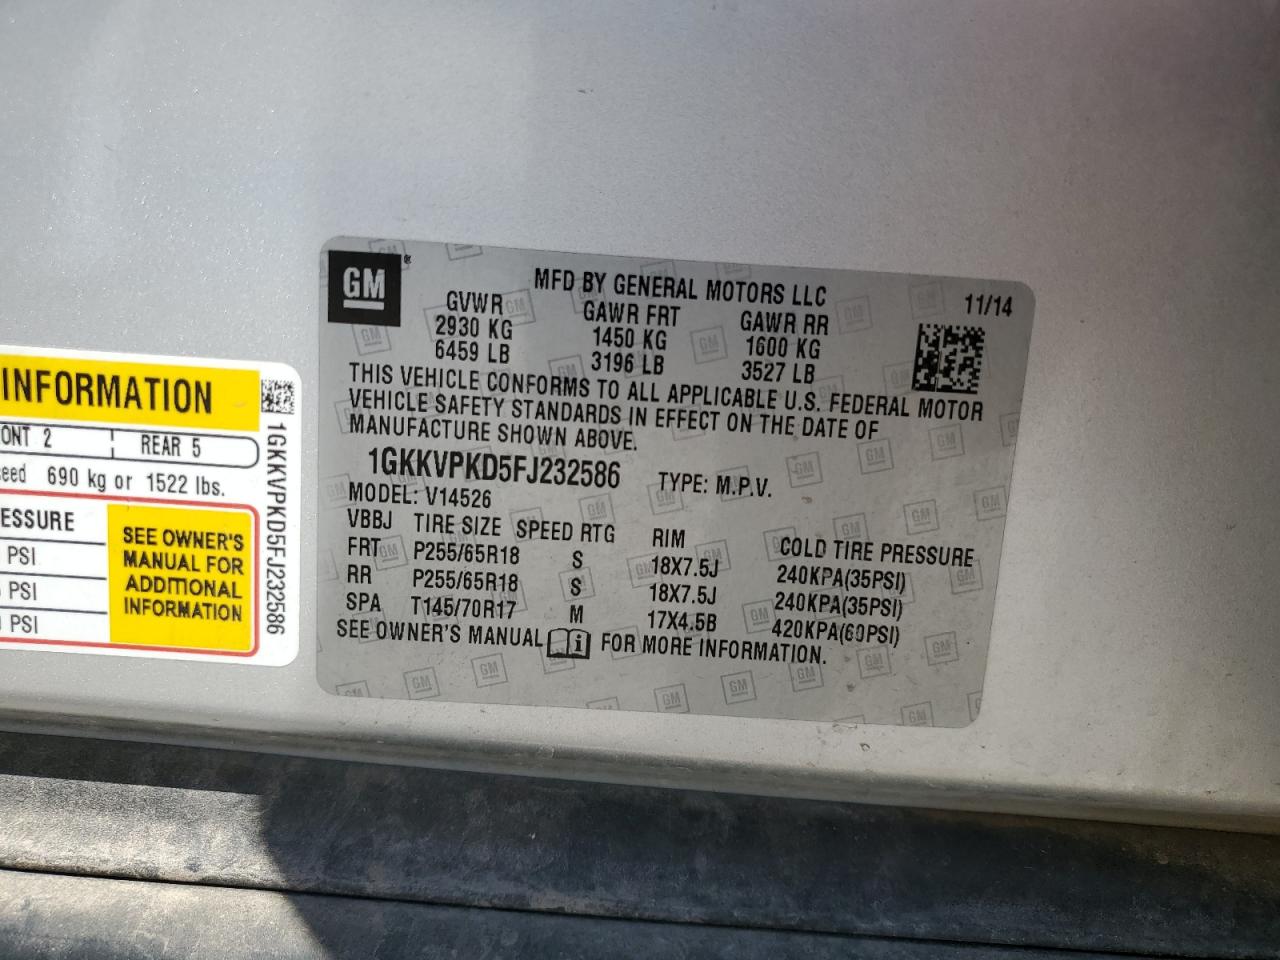 GM®
MFD BY GENERAL MOTORS LLC
11/14
GVWR GAWR FRT GAWR RR
2930 KG 1450 KG 1600 KG
6459 LB 3196 LB 3527 LB
THIS VEHICLE CONFORMS TO ALL APPLICABLE U.S. FEDERAL MOTOR
VEHICLE SAFETY STANDARDS IN EFFECT ON THE DATE OF
MANUFACTURE SHOWN ABOVE.
1GKKVPKD5FJ232586 TYPE: M.P.V.
MODEL: V14526
VBBJ TIRE SIZE SPEED RTG RIM COLD TIRE PRESSURE
FRT P255/65R18 S 18X7.5J 240KPA(35PSI)
RR P255/65R18 S 18X7.5J 240KPA(35PSI)
SPA T145/70R17 M 17X4.5B 420KPA(60PSI)
SEE OWNER'S MANUAL i FOR MORE INFORMATION.
INFORMATION
ONT 2 REAR 5
eed 690 kg or 1522 lbs.
ESSURE
PSI
PSI
PSI
SEE OWNER'S
MANUAL FOR
ADDITIONAL
INFORMATION
1GKKVPKD5FJ232586